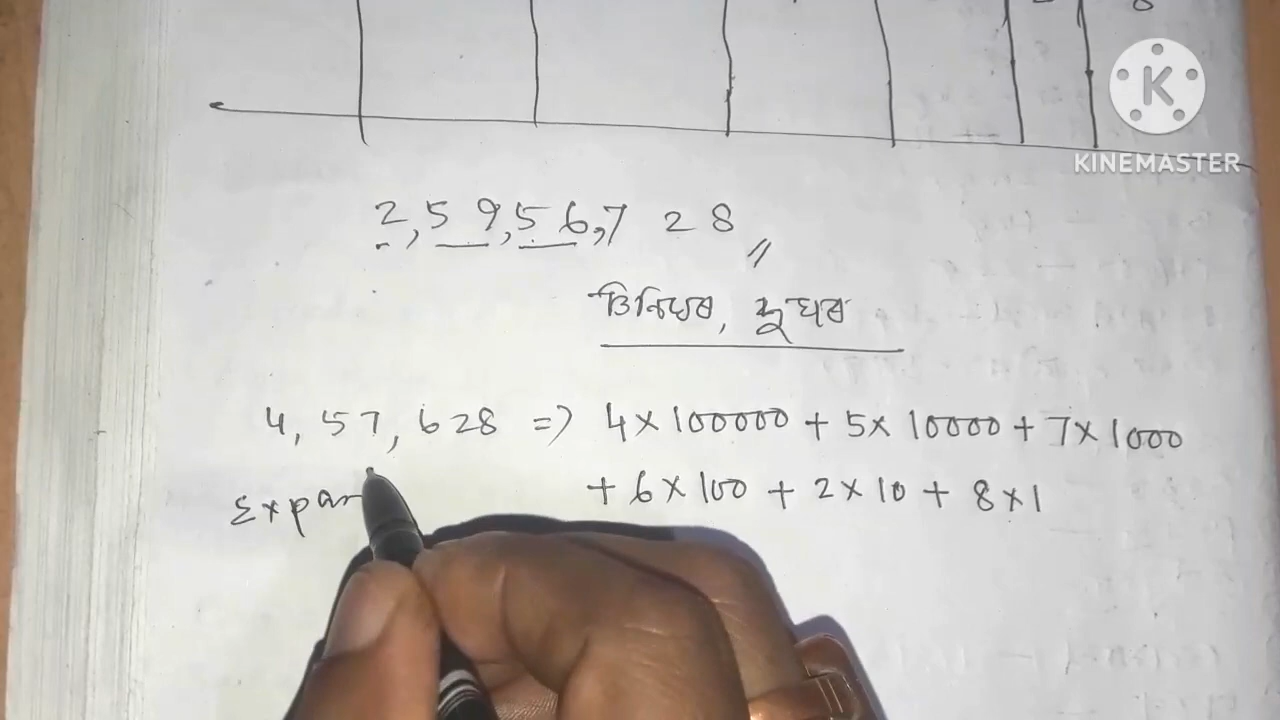 8
KINEMASTER
2,59,56,728 //
4, 57, 628 => 4 × 100000 + 5 × 10000 + 7 × 1000
+ 6 × 100 + 2 × 10 + 8 × 1
Expan